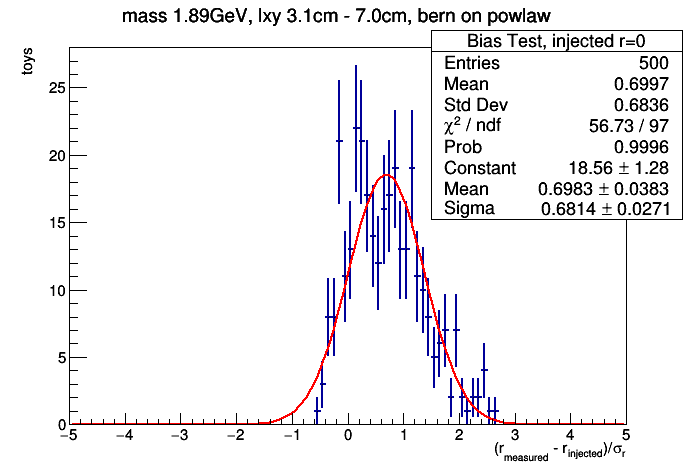 mass 1.89GeV, lxy 3.1cm - 7.0cm, bern on powlaw
Bias Test, injected r=0
Entries 500
Mean 0.6997
Std Dev 0.6836
χ² / ndf 56.73 / 97
Prob 0.9996
Constant 18.56 ± 1.28
Mean 0.6983 ± 0.0383
Sigma 0.6814 ± 0.0271
toys
25
20
15
10
5
0
−5 −4 −3 −2 −1 0 1 2 3 4 5
(r_measured - r_injected)/σ_r